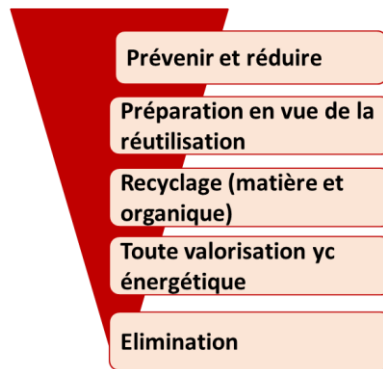 Prévenir et réduire
Préparation en vue de la
réutilisation
Recyclage (matière et
organique)
Toute valorisation yc
énergétique
Elimination